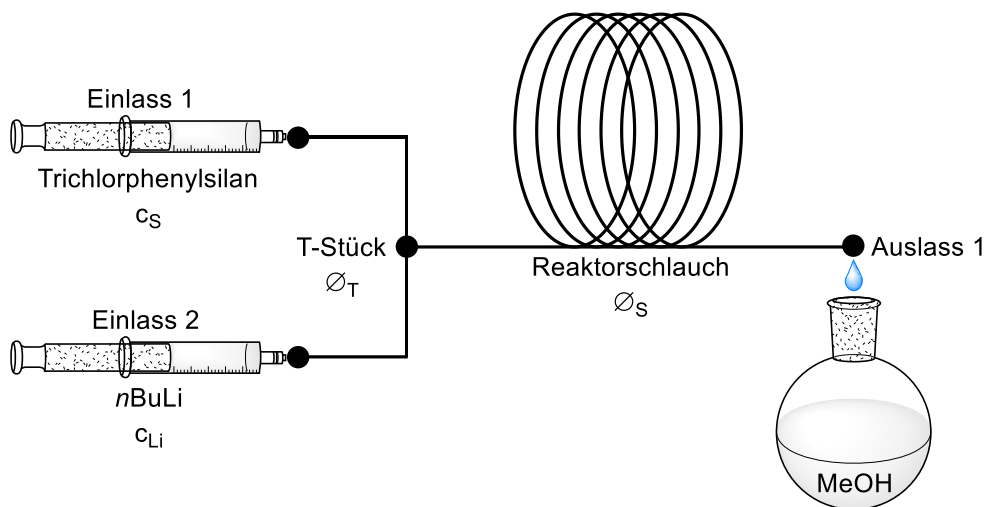 Einlass 1
Trichlorphenylsilan
cS
T-Stück
∅T
Reaktorschlauch
∅S
Auslass 1
Einlass 2
nBuLi
cLi
MeOH